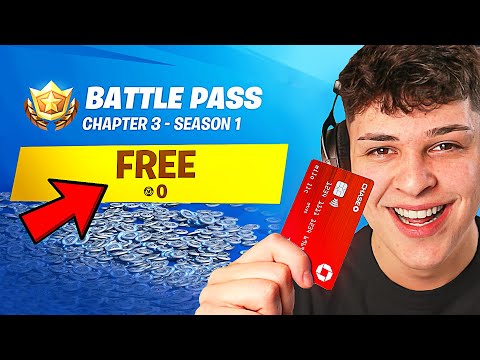 BATTLE PASS
CHAPTER 3 - SEASON 1
FREE
0
CHASE